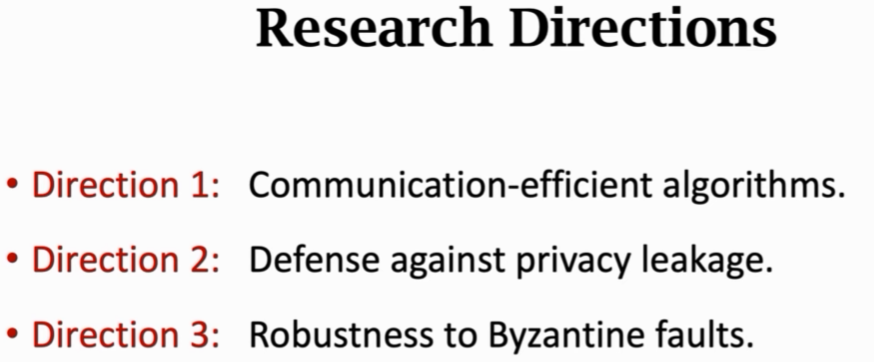 Research Directions
• Direction 1: Communication-efficient algorithms.
• Direction 2: Defense against privacy leakage.
• Direction 3: Robustness to Byzantine faults.